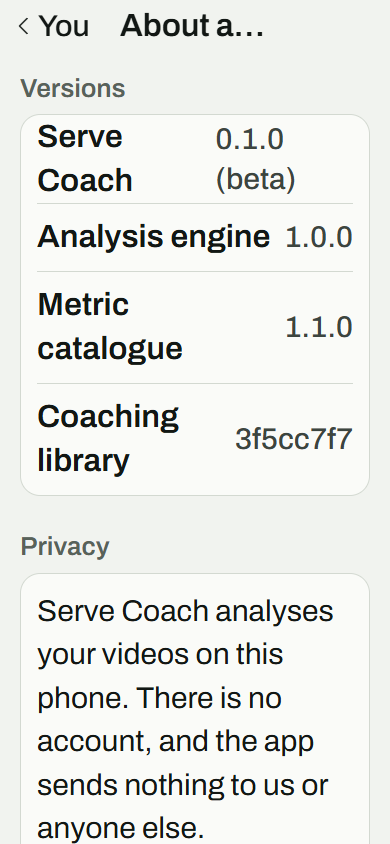 You About a…
Versions
Serve Coach 0.1.0 (beta)
Analysis engine 1.0.0
Metric catalogue 1.1.0
Coaching library 3f5cc7f7
Privacy
Serve Coach analyses
your videos on this
phone. There is no
account, and the app
sends nothing to us or
anyone else.